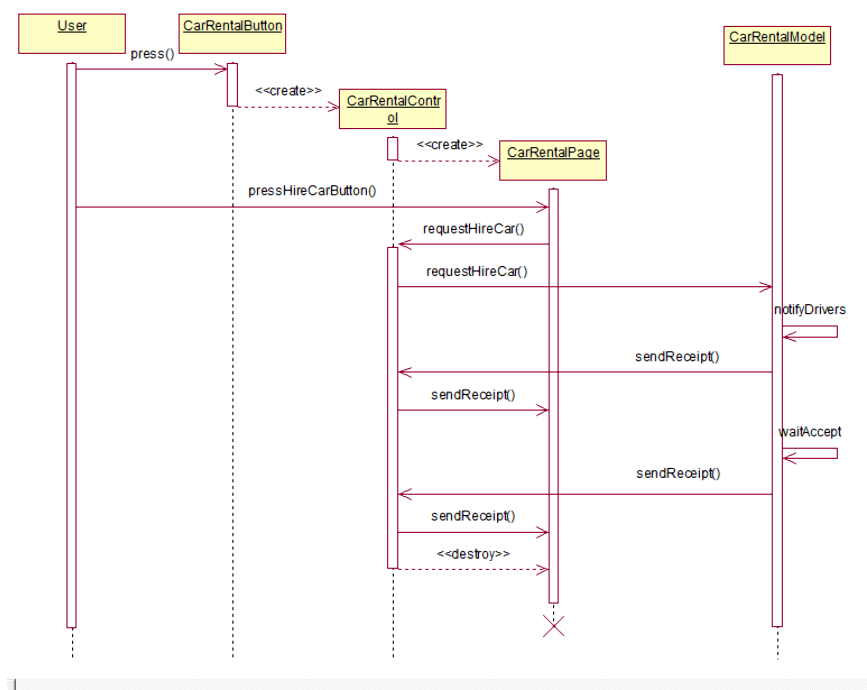 User
CarRentalButton
CarRentalModel
press()
<<create>>
CarRentalContr
ol
<<create>>
CarRentalPage
pressHireCarButton()
requestHireCar()
requestHireCar()
notifyDrivers
sendReceipt()
sendReceipt()
waitAccept
sendReceipt()
sendReceipt()
<<destroy>>